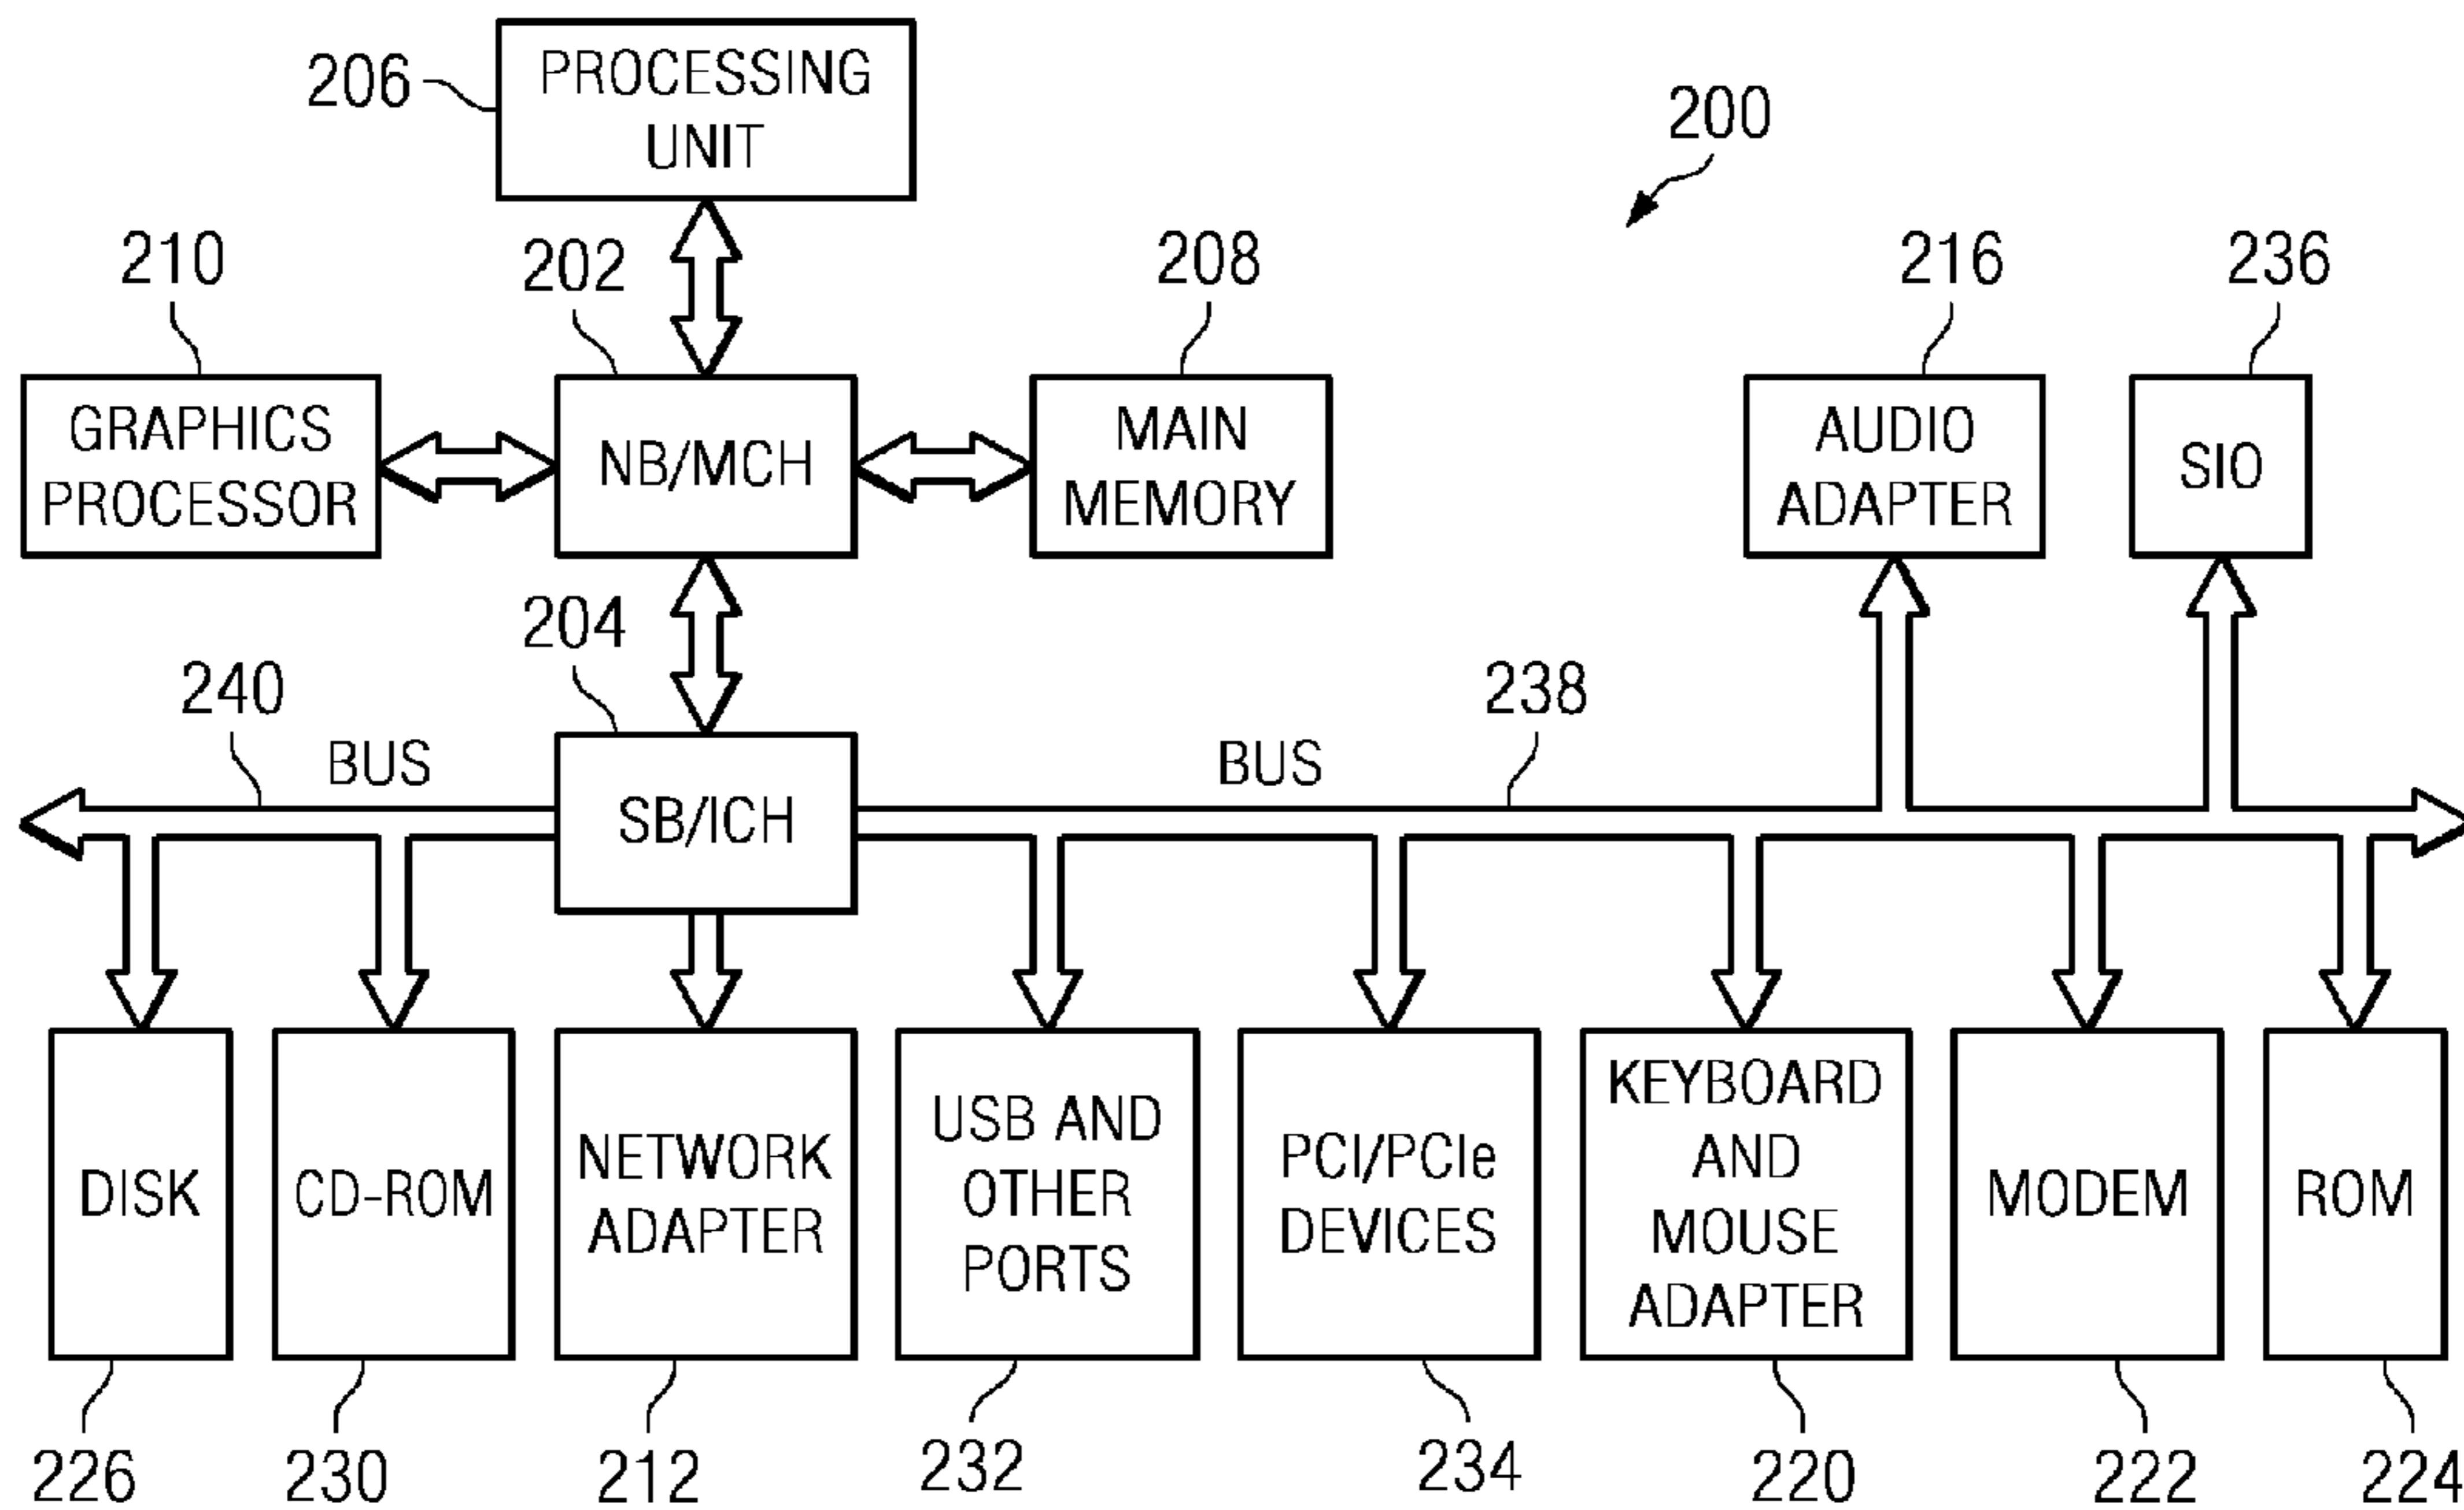 PROCESSING
UNIT
206
200
210
202
208
216
236
GRAPHICS
PROCESSOR
NB/MCH
MAIN
MEMORY
AUDIO
ADAPTER
SIO
204
240
238
BUS
BUS
SB/ICH
DISK
CD-ROM
NETWORK
ADAPTER
USB AND
OTHER
PORTS
PCI/PCIe
DEVICES
KEYBOARD
AND
MOUSE
ADAPTER
MODEM
ROM
226
230
212
232
234
220
222
224